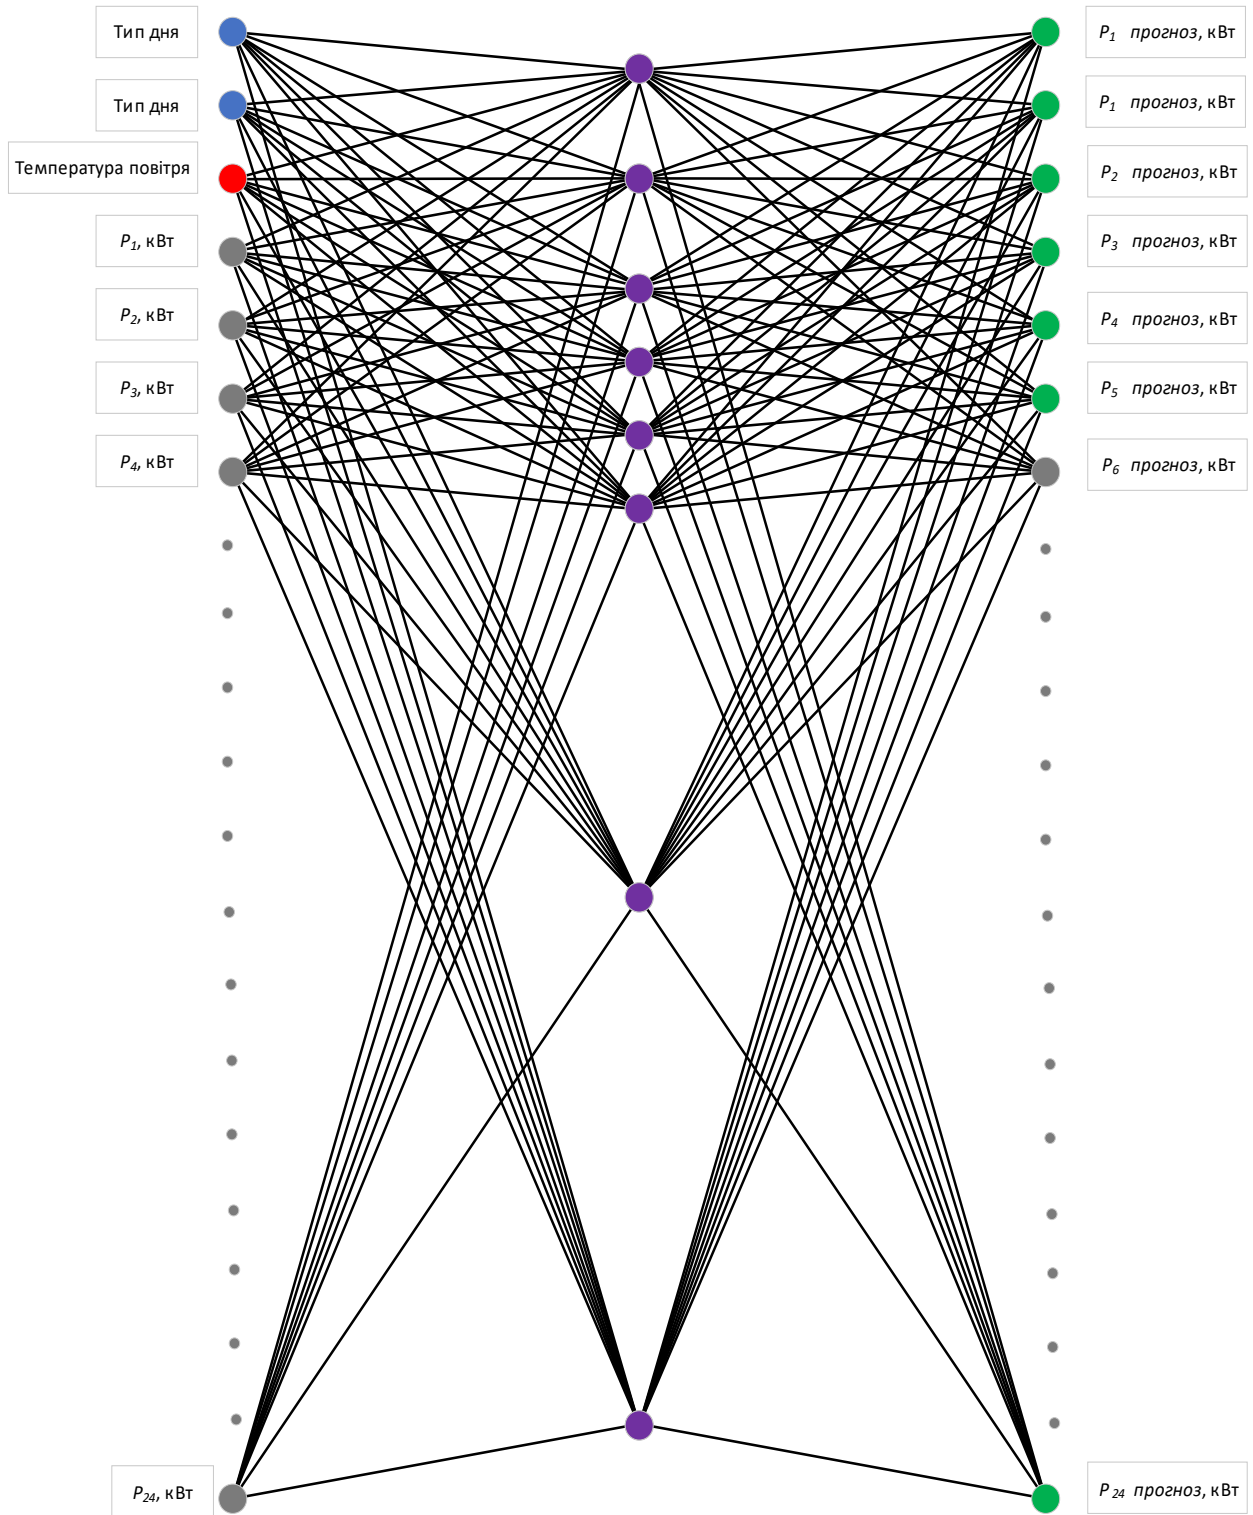 Тип дня
Тип дня
Температура повітря
P1, кВт
P2, кВт
P3, кВт
P4, кВт
P24, кВт
P1 прогноз, кВт
P1 прогноз, кВт
P2 прогноз, кВт
P3 прогноз, кВт
P4 прогноз, кВт
P5 прогноз, кВт
P6 прогноз, кВт
P24 прогноз, кВт